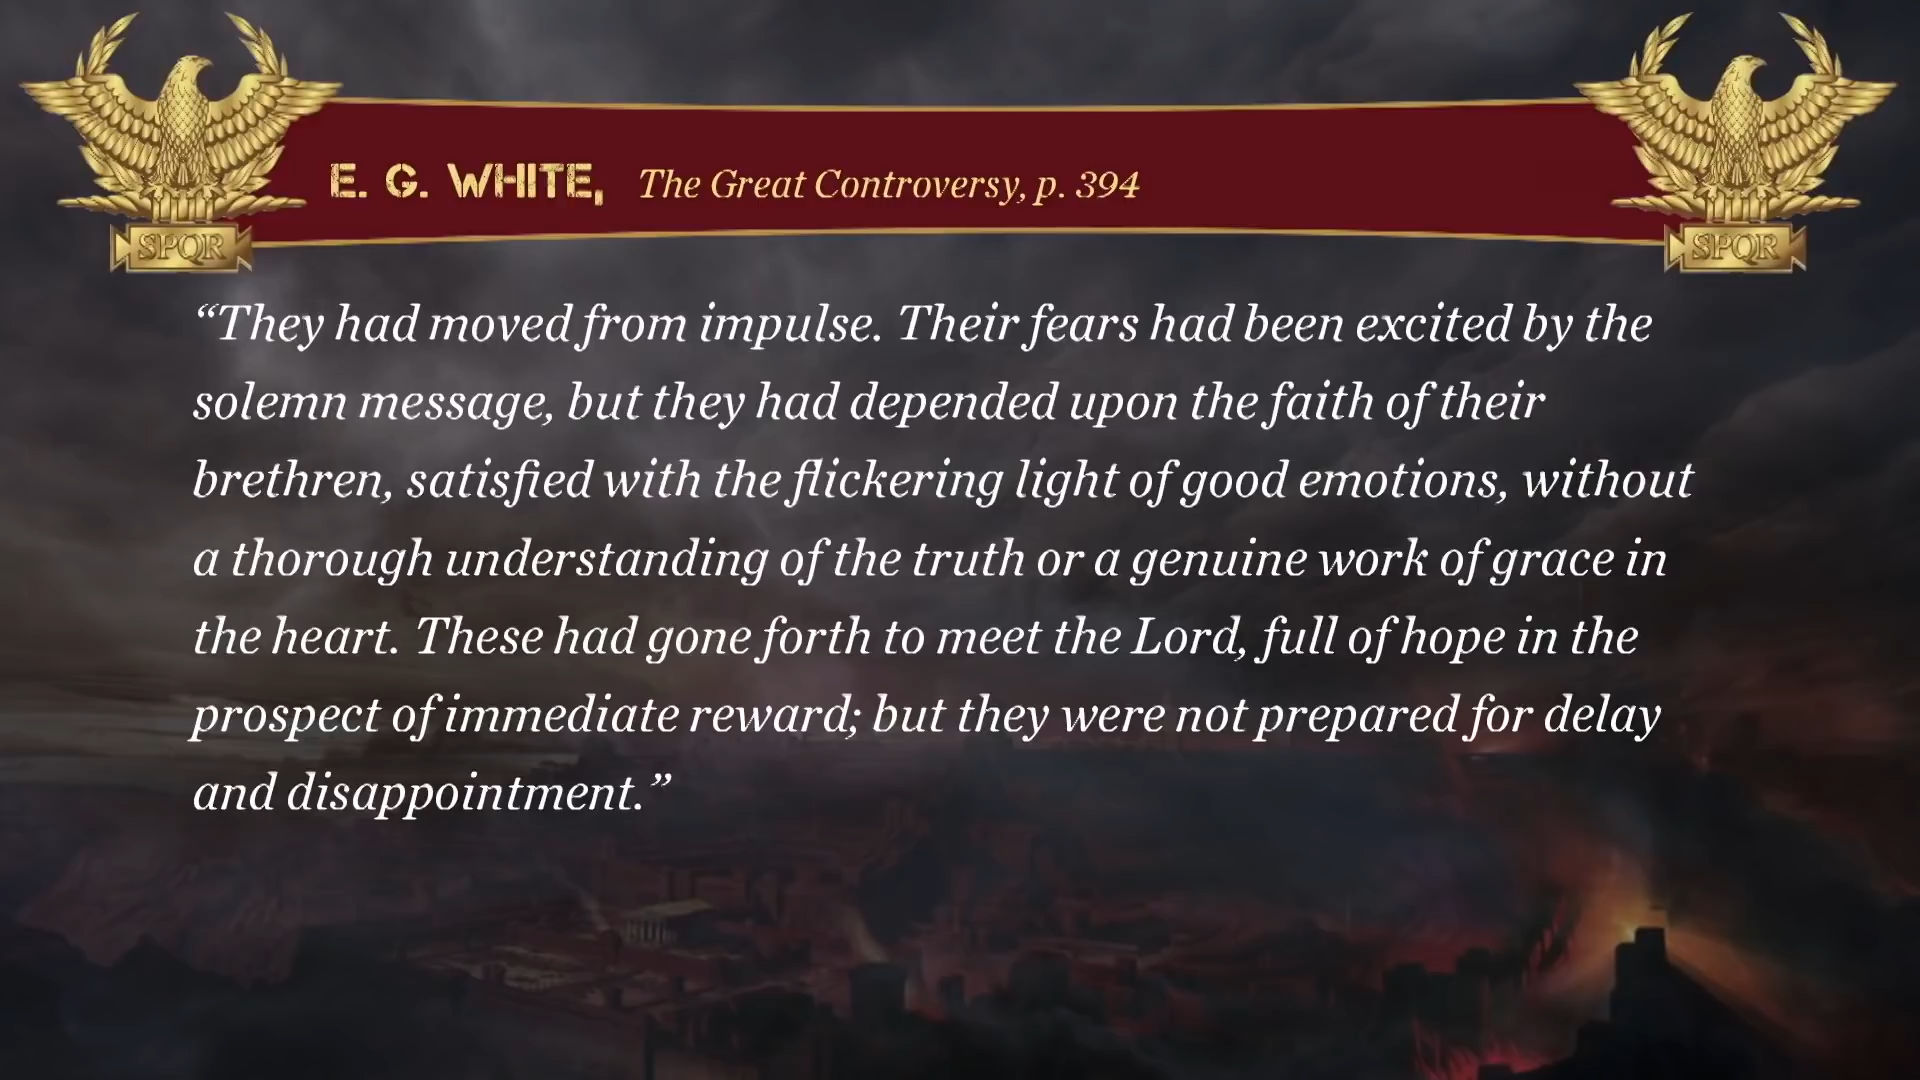 SPQR
SPQR
E. G. WHITE, The Great Controversy, p. 394
“They had moved from impulse. Their fears had been excited by the
solemn message, but they had depended upon the faith of their
brethren, satisfied with the flickering light of good emotions, without
a thorough understanding of the truth or a genuine work of grace in
the heart. These had gone forth to meet the Lord, full of hope in the
prospect of immediate reward; but they were not prepared for delay
and disappointment.”